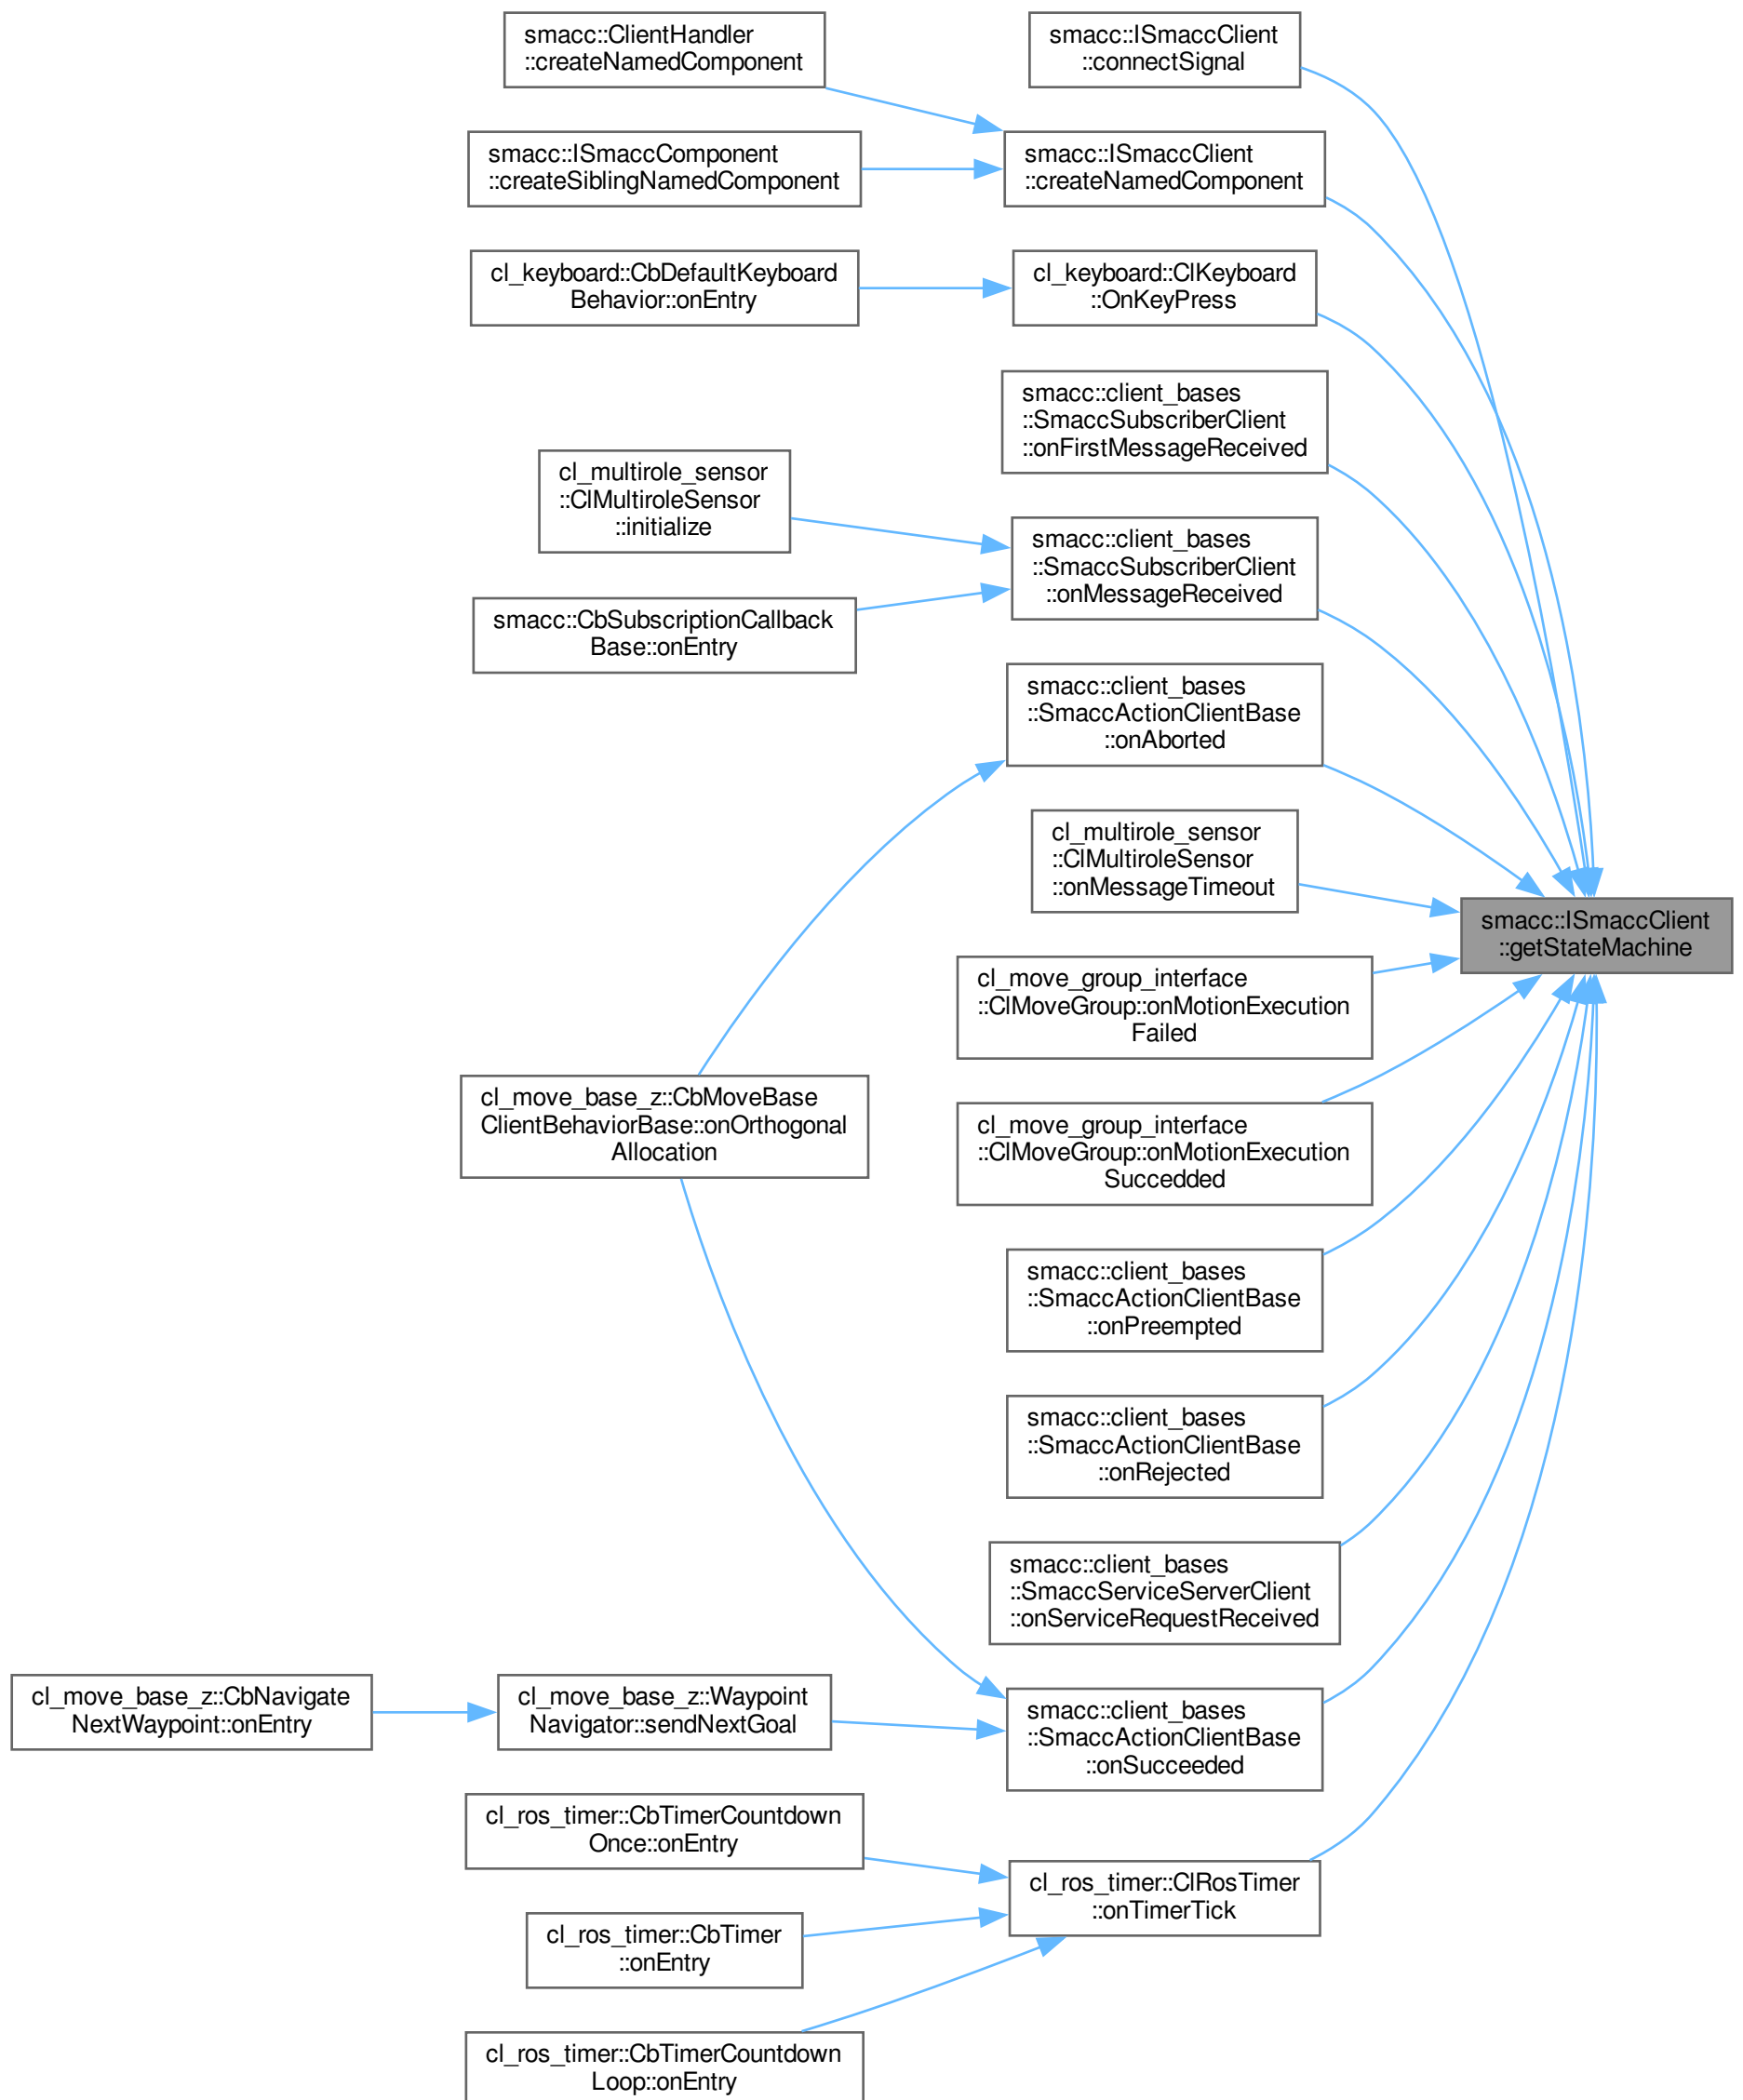 smacc::ClientHandler
::createNamedComponent
smacc::ISmaccClient
::connectSignal
smacc::ISmaccComponent
::createSiblingNamedComponent
smacc::ISmaccClient
::createNamedComponent
cl_keyboard::CbDefaultKeyboard
Behavior::onEntry
cl_keyboard::ClKeyboard
::OnKeyPress
smacc::client_bases
::SmaccSubscriberClient
::onFirstMessageReceived
cl_multirole_sensor
::ClMultiroleSensor
::initialize
smacc::client_bases
::SmaccSubscriberClient
::onMessageReceived
smacc::CbSubscriptionCallback
Base::onEntry
smacc::client_bases
::SmaccActionClientBase
::onAborted
cl_multirole_sensor
::ClMultiroleSensor
::onMessageTimeout
smacc::ISmaccClient
::getStateMachine
cl_move_group_interface
::ClMoveGroup::onMotionExecution
Failed
cl_move_base_z::CbMoveBase
ClientBehaviorBase::onOrthogonal
Allocation
cl_move_group_interface
::ClMoveGroup::onMotionExecution
Succedded
smacc::client_bases
::SmaccActionClientBase
::onPreempted
smacc::client_bases
::SmaccActionClientBase
::onRejected
smacc::client_bases
::SmaccServiceServerClient
::onServiceRequestReceived
cl_move_base_z::CbNavigate
NextWaypoint::onEntry
cl_move_base_z::Waypoint
Navigator::sendNextGoal
smacc::client_bases
::SmaccActionClientBase
::onSucceeded
cl_ros_timer::CbTimerCountdown
Once::onEntry
cl_ros_timer::ClRosTimer
::onTimerTick
cl_ros_timer::CbTimer
::onEntry
cl_ros_timer::CbTimerCountdown
Loop::onEntry